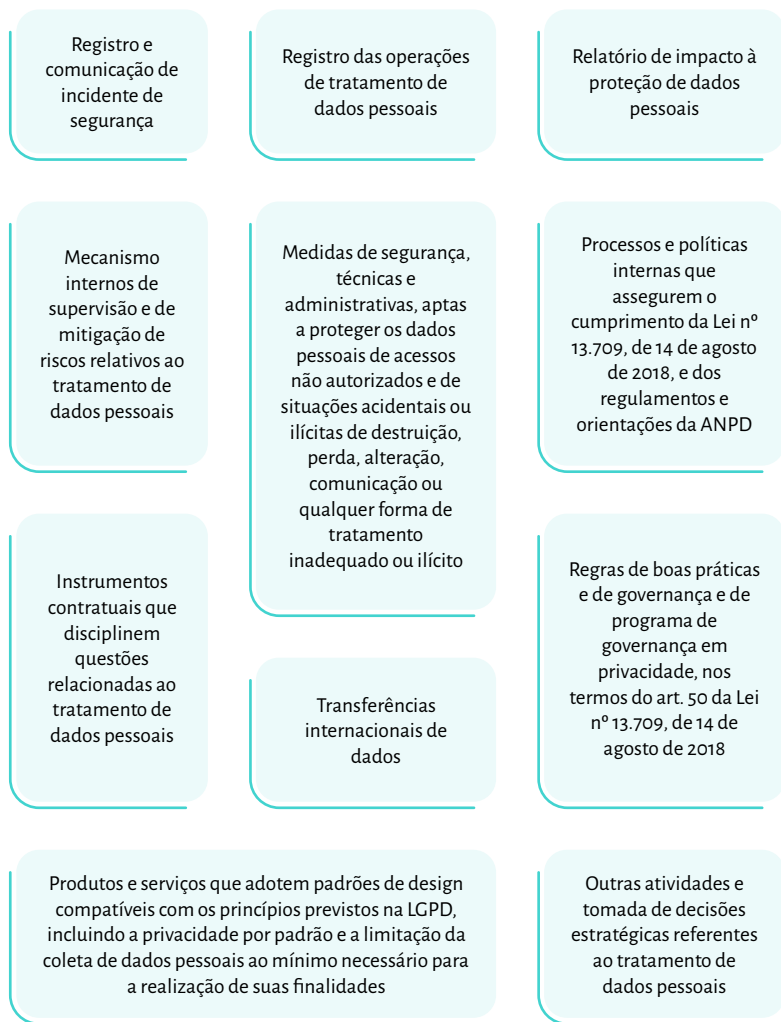 Registro e
comunicação de
incidente de
segurança
Registro das operações
de tratamento de
dados pessoais
Relatório de impacto à
proteção de dados
pessoais
Mecanismo
internos de
supervisão e de
mitigação de
riscos relativos ao
tratamento de
dados pessoais
Medidas de segurança,
técnicas e
administrativas, aptas
a proteger os dados
pessoais de acessos
não autorizados e de
situações acidentais ou
ilícitas de destruição,
perda, alteração,
comunicação ou
qualquer forma de
tratamento
inadequado ou ilícito
Processos e políticas
internas que
assegurem o
cumprimento da Lei nº
13.709, de 14 de agosto
de 2018, e dos
regulamentos e
orientações da ANPD
Instrumentos
contratuais que
disciplinem
questões
relacionadas ao
tratamento de
dados pessoais
Transferências
internacionais de
dados
Regras de boas práticas
e de governança e de
programa de
governança em
privacidade, nos
termos do art. 50 da Lei
nº 13.709, de 14 de
agosto de 2018
Produtos e serviços que adotem padrões de design
compatíveis com os princípios previstos na LGPD,
incluindo a privacidade por padrão e a limitação da
coleta de dados pessoais ao mínimo necessário para
a realização de suas finalidades
Outras atividades e
tomada de decisões
estratégicas referentes
ao tratamento de
dados pessoais